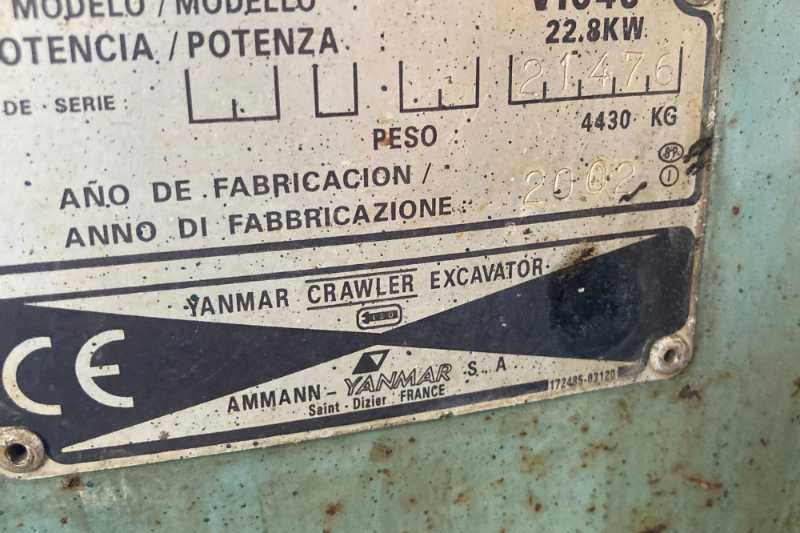 MODELO / MODELLO
POTENCIA / POTENZA 22.8KW
DE - SERIE : 21476
PESO 4430 KG
AÑO DE FABRICACION /
ANNO DI FABBRICAZIONE : 2002
YANMAR CRAWLER EXCAVATOR
CE
AMMANN - YANMAR S. A
Saint - Dizier FRANCE
172485-03120